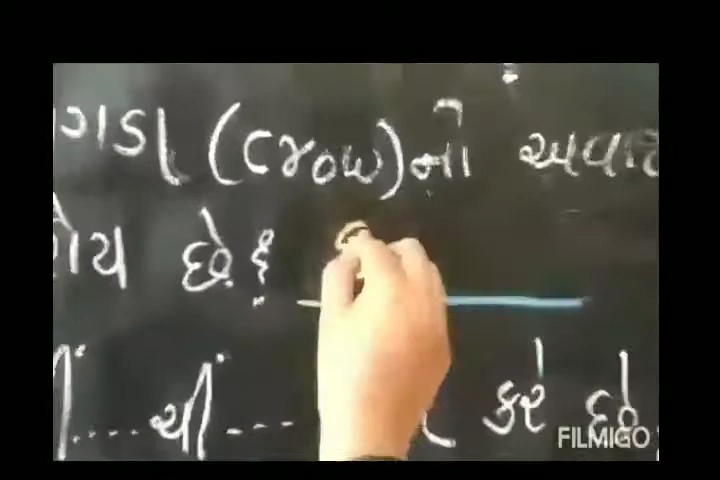 ગડા (Crow)નો અવાજ
હોય છે ?
ચીં.... ચીં.... કરે છે.
FILMIGO